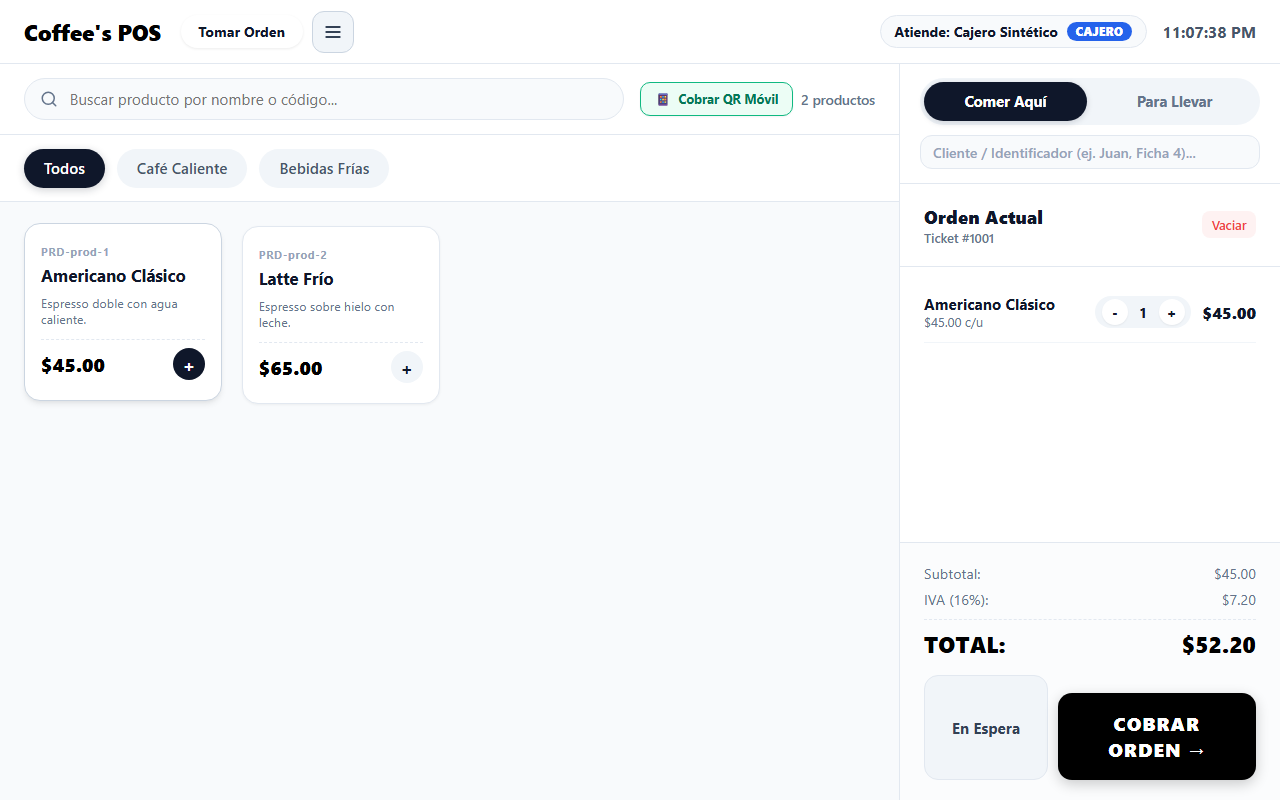 Coffee's POS
Tomar Orden
Atiende: Cajero Sintético CAJERO
11:07:38 PM
Buscar producto por nombre o código...
Cobrar QR Móvil
2 productos
Todos
Café Caliente
Bebidas Frías
PRD-prod-1
Americano Clásico
Espresso doble con agua
caliente.
$45.00
+
PRD-prod-2
Latte Frío
Espresso sobre hielo con
leche.
$65.00
+
Comer Aquí
Para Llevar
Cliente / Identificador (ej. Juan, Ficha 4)...
Orden Actual
Ticket #1001
Vaciar
Americano Clásico
$45.00 c/u
- 1 +
$45.00
Subtotal: $45.00
IVA (16%): $7.20
TOTAL: $52.20
En Espera
COBRAR
ORDEN →